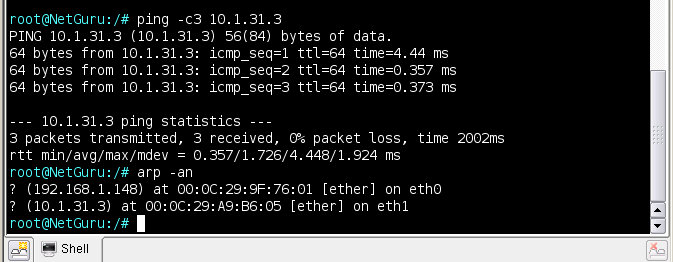 root@NetGuru:/# ping -c3 10.1.31.3
PING 10.1.31.3 (10.1.31.3) 56(84) bytes of data.
64 bytes from 10.1.31.3: icmp_seq=1 ttl=64 time=4.44 ms
64 bytes from 10.1.31.3: icmp_seq=2 ttl=64 time=0.357 ms
64 bytes from 10.1.31.3: icmp_seq=3 ttl=64 time=0.373 ms
--- 10.1.31.3 ping statistics ---
3 packets transmitted, 3 received, 0% packet loss, time 2002ms
rtt min/avg/max/mdev = 0.357/1.726/4.448/1.924 ms
root@NetGuru:/# arp -an
? (192.168.1.148) at 00:0C:29:9F:76:01 [ether] on eth0
? (10.1.31.3) at 00:0C:29:A9:B6:05 [ether] on eth1
root@NetGuru:/#
Shell